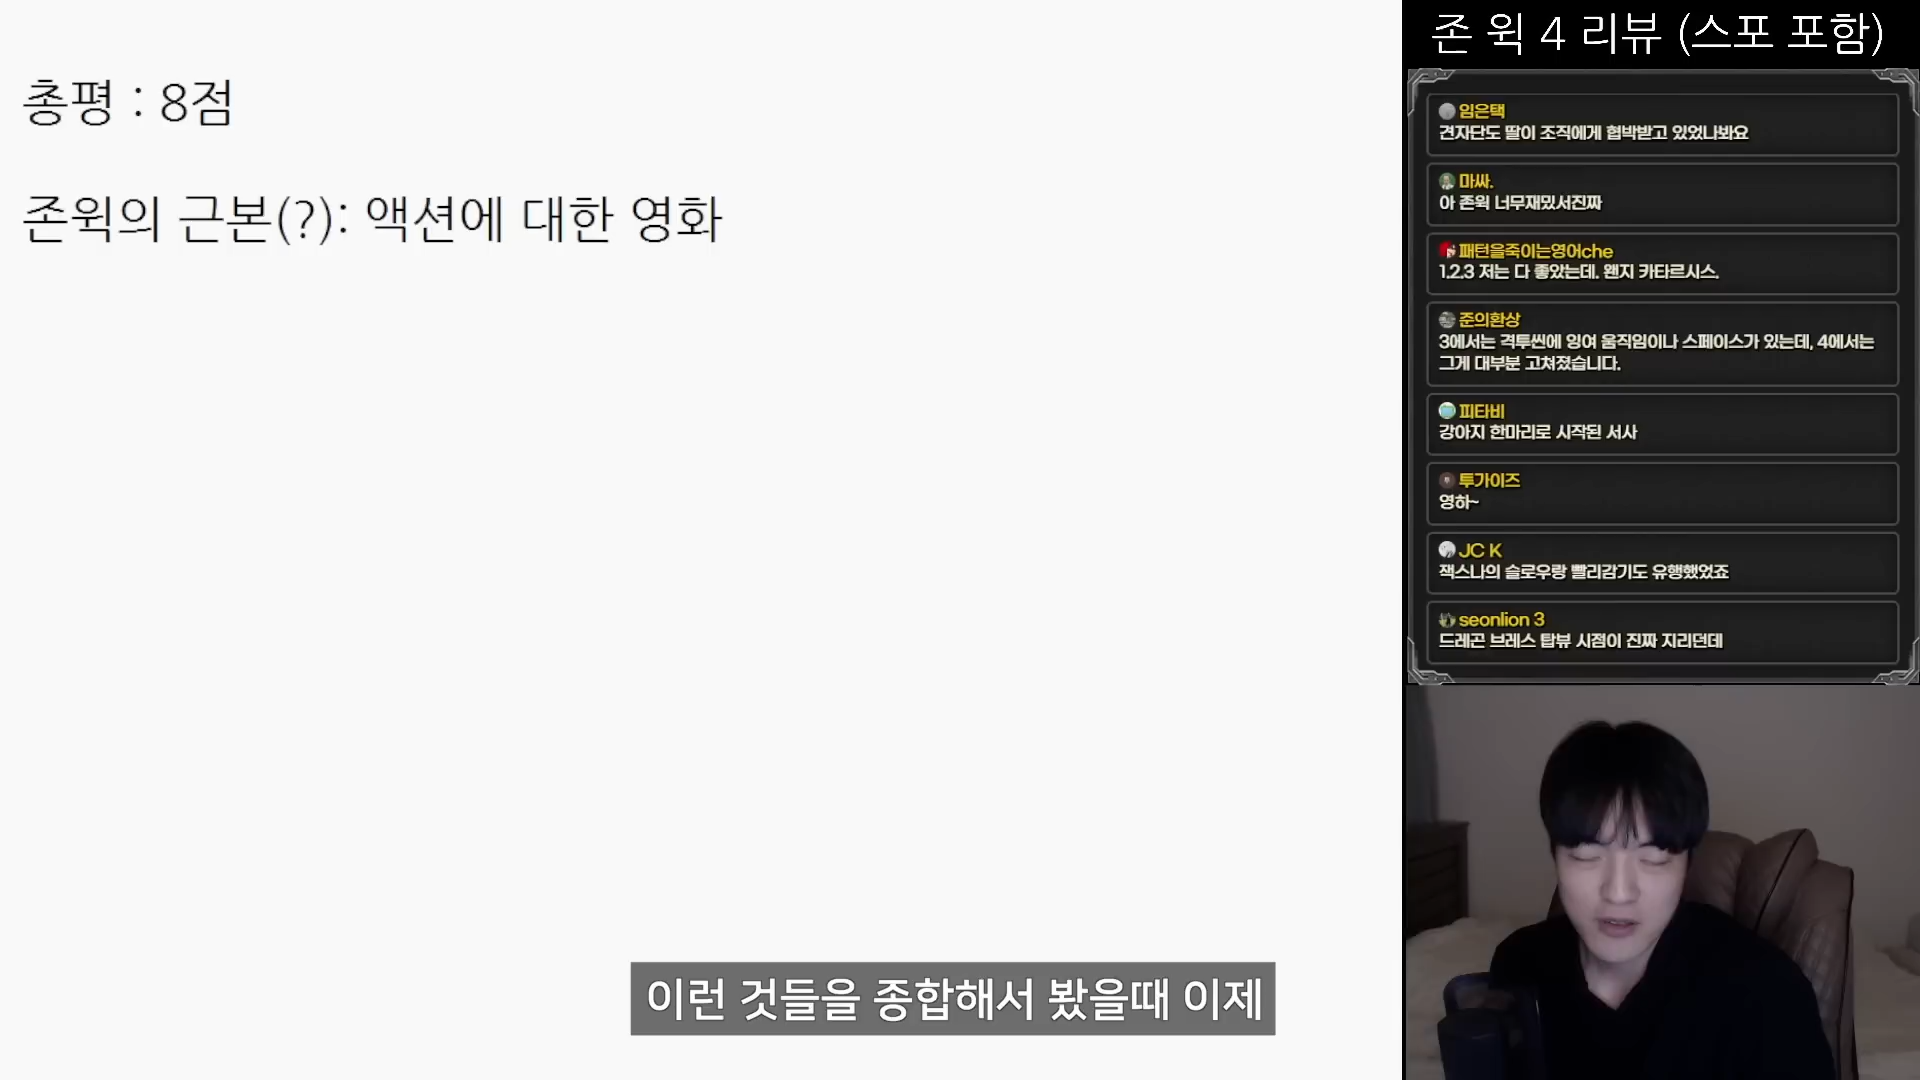 총평 : 8점
존윅의 근본(?): 액션에 대한 영화
이런 것들을 종합해서 봤을때 이제
존 윅 4 리뷰 (스포 포함)
임은택
견자단도 딸이 조직에게 협박받고 있었나봐요
마싸.
아 존윅 너무재밌서진짜
패턴을죽이는영어che
1.2.3 저는 다 좋았는데. 왠지 카타르시스.
준의환상
3에서는 격투씬에 잉여 움직임이나 스페이스가 있는데, 4에서는
그게 대부분 고쳐졌습니다.
피타비
강아지 한마리로 시작된 서사
투가이즈
영하~
JC K
잭스나의 슬로우랑 빨리감기도 유행했었죠
seonlion 3
드레곤 브레스 탑뷰 시점이 진짜 지리던데